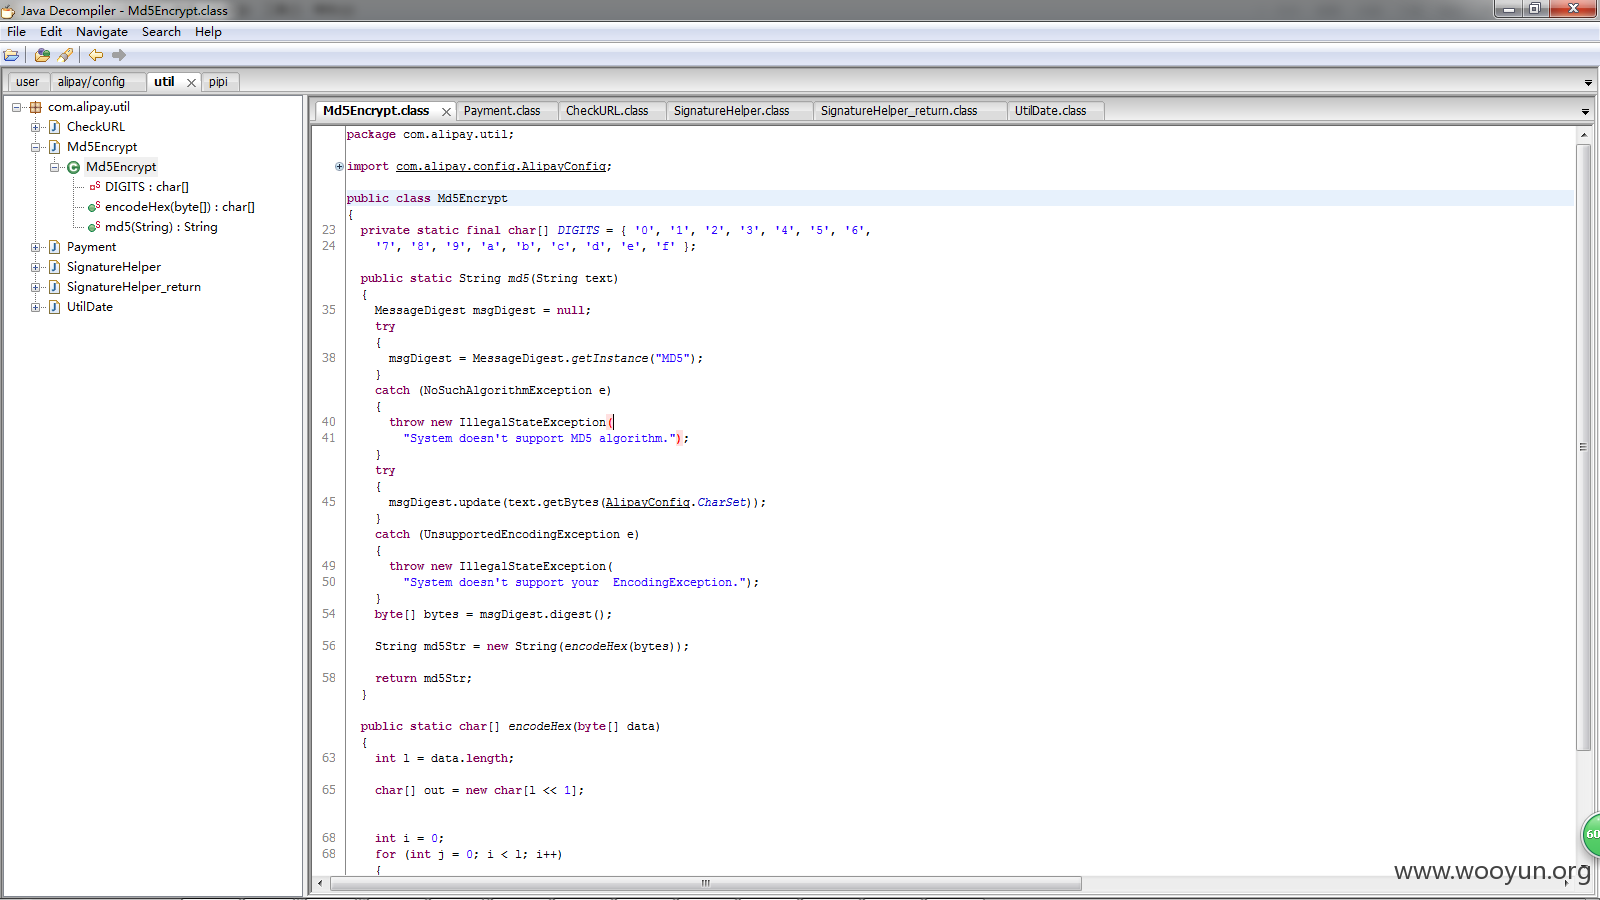 Java Decompiler - Md5Encrypt.class
File Edit Navigate Search Help
user alipay/config util pipi
com.alipay.util
CheckURL
Md5Encrypt
Md5Encrypt
DIGITS : char[]
encodeHex(byte[]) : char[]
md5(String) : String
Payment
SignatureHelper
SignatureHelper_return
UtilDate
Md5Encrypt.class Payment.class CheckURL.class SignatureHelper.class SignatureHelper_return.class UtilDate.class
package com.alipay.util;
import com.alipay.config.AlipayConfig;
public class Md5Encrypt
{
23 private static final char[] DIGITS = { '0', '1', '2', '3', '4', '5', '6',
24 '7', '8', '9', 'a', 'b', 'c', 'd', 'e', 'f' };
public static String md5(String text)
{
35 MessageDigest msgDigest = null;
try
{
38 msgDigest = MessageDigest.getInstance("MD5");
}
catch (NoSuchAlgorithmException e)
{
40 throw new IllegalStateException(
41 "System doesn't support MD5 algorithm.");
}
try
{
45 msgDigest.update(text.getBytes(AlipayConfig.CharSet));
}
catch (UnsupportedEncodingException e)
{
49 throw new IllegalStateException(
50 "System doesn't support your  EncodingException.");
}
54 byte[] bytes = msgDigest.digest();
56 String md5Str = new String(encodeHex(bytes));
58 return md5Str;
}
public static char[] encodeHex(byte[] data)
{
63 int l = data.length;
65 char[] out = new char[l << 1];
68 int i = 0;
68 for (int j = 0; i < l; i++)
{
60
www.wooyun.org